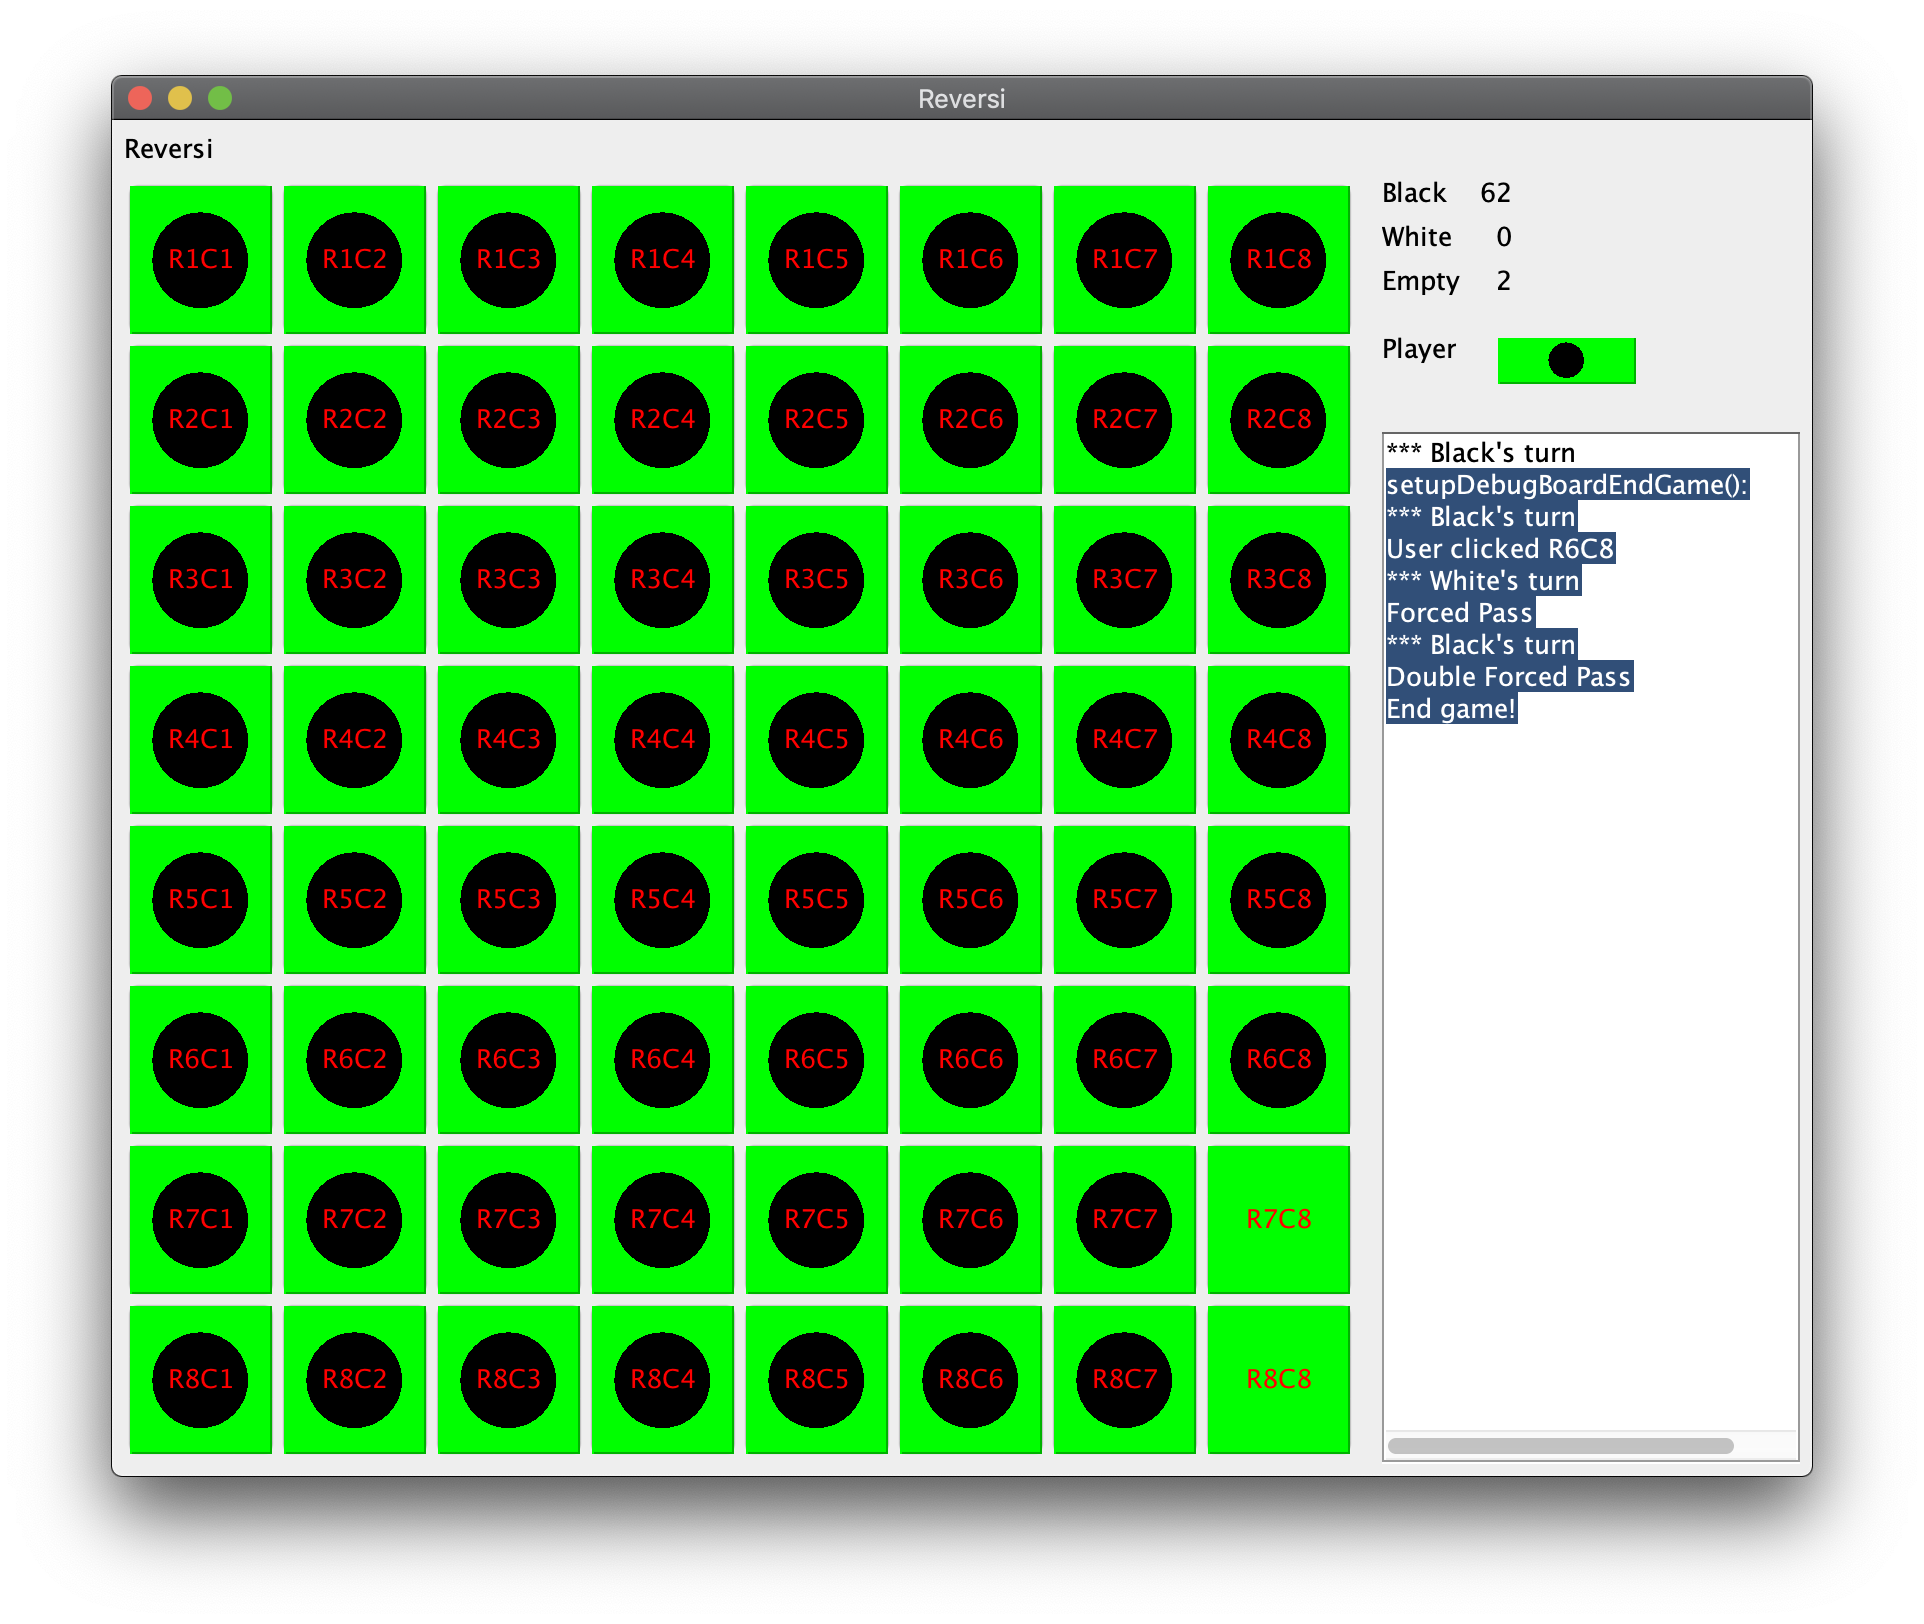 Reversi
Reversi
R1C1 R1C2 R1C3 R1C4 R1C5 R1C6 R1C7 R1C8
R2C1 R2C2 R2C3 R2C4 R2C5 R2C6 R2C7 R2C8
R3C1 R3C2 R3C3 R3C4 R3C5 R3C6 R3C7 R3C8
R4C1 R4C2 R4C3 R4C4 R4C5 R4C6 R4C7 R4C8
R5C1 R5C2 R5C3 R5C4 R5C5 R5C6 R5C7 R5C8
R6C1 R6C2 R6C3 R6C4 R6C5 R6C6 R6C7 R6C8
R7C1 R7C2 R7C3 R7C4 R7C5 R7C6 R7C7 R7C8
R8C1 R8C2 R8C3 R8C4 R8C5 R8C6 R8C7 R8C8
Black 62
White 0
Empty 2
Player
*** Black's turn
setupDebugBoardEndGame():
*** Black's turn
User clicked R6C8
*** White's turn
Forced Pass
*** Black's turn
Double Forced Pass
End game!